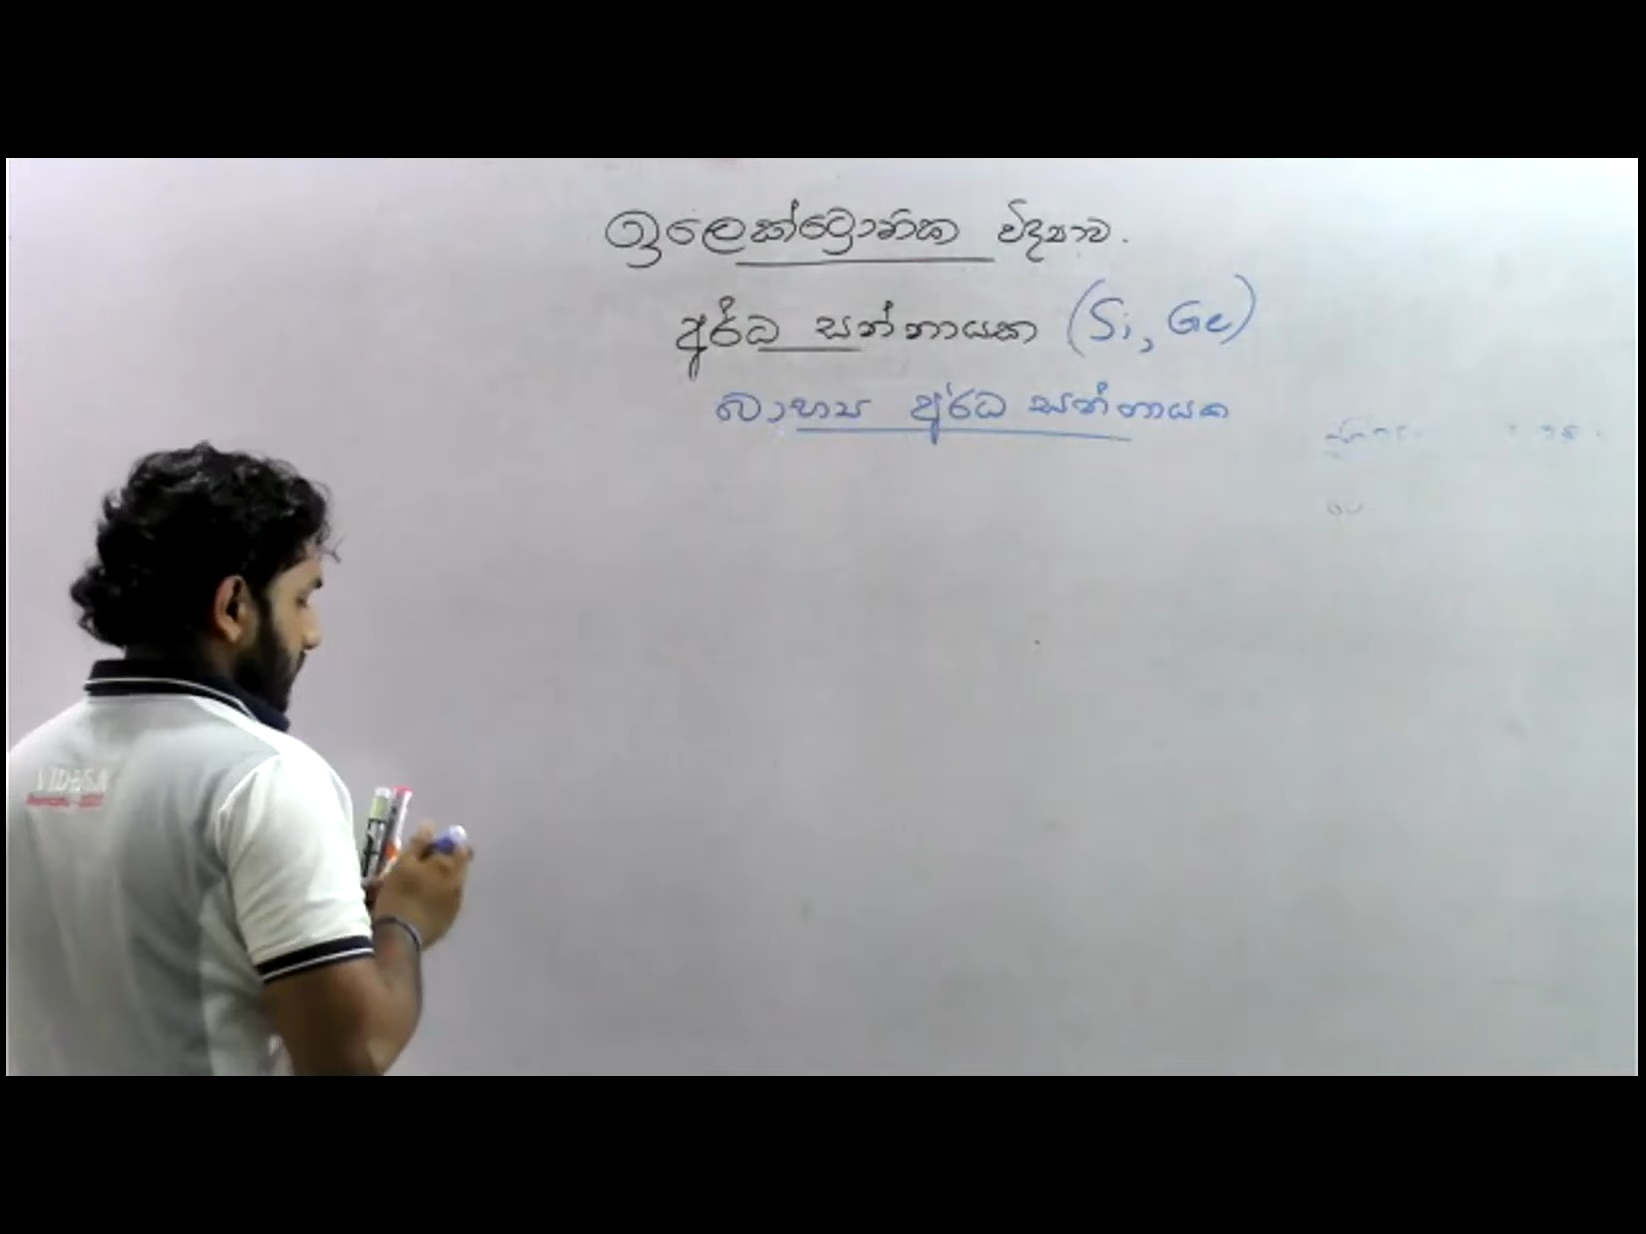 ඉලෙක්ට්‍රොනික විද්‍යාව.
අර්ධ සන්නායක (Si, Ge)
බාහ්‍ය අර්ධ සන්නායක